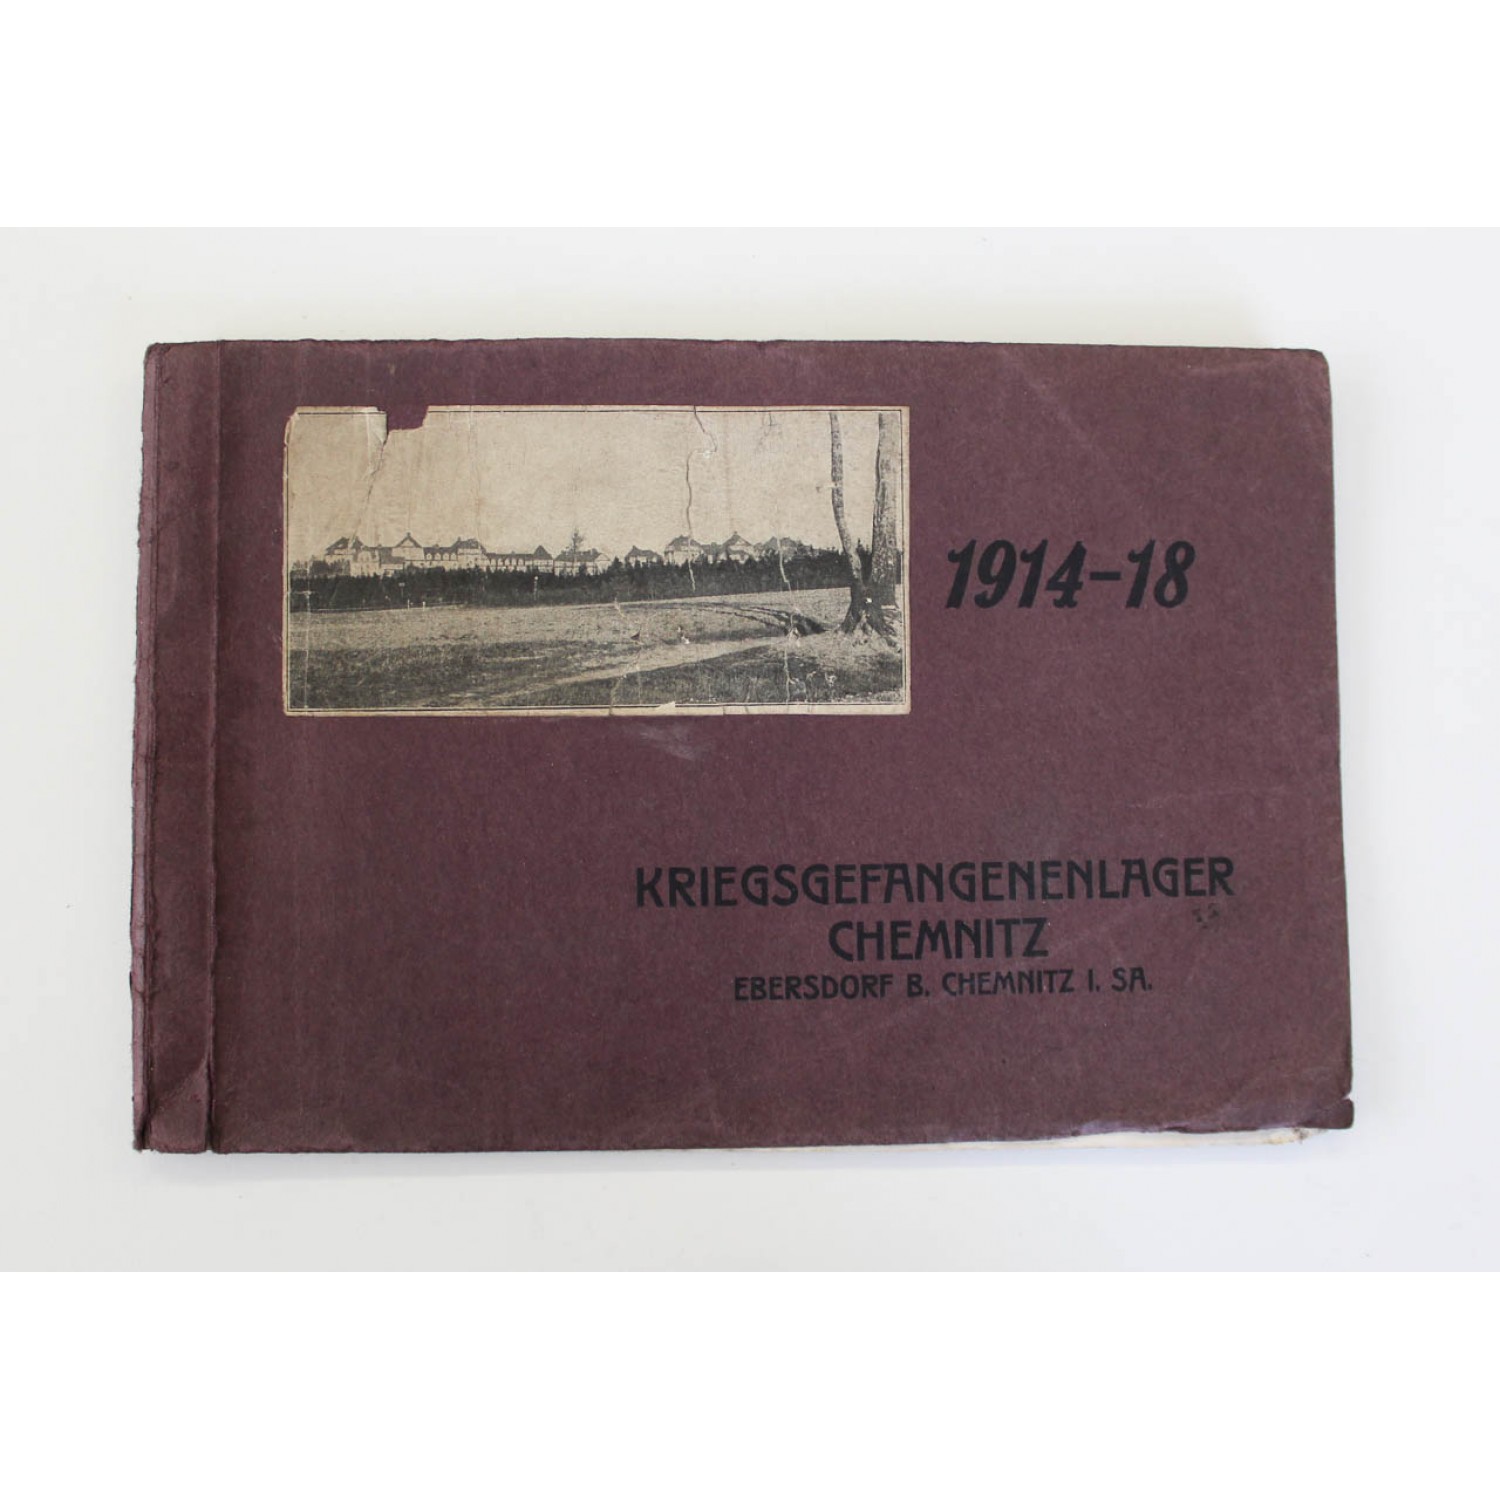 1914-18
KRIEGSGEFANGENENLAGER
CHEMNITZ
EBERSDORF B. CHEMNITZ I. SA.